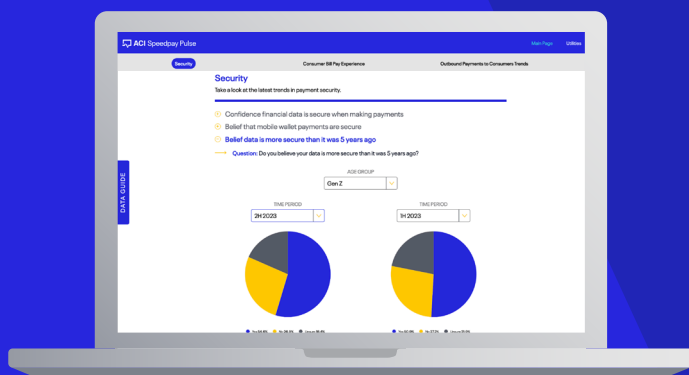 ACI Speedpay Pulse
Main Page Utilities
Security Consumer Bill Pay Experience Outbound Payments to Consumers Trends
Security
Take a look at the latest trends in payment security.
Confidence financial data is secure when making payments
Belief that mobile wallet payments are secure
Belief data is more secure than it was 5 years ago
Question: Do you believe your data is more secure than it was 5 years ago?
DATA GUIDE
AGE GROUP
Gen Z
TIME PERIOD TIME PERIOD
2H 2023 1H 2023